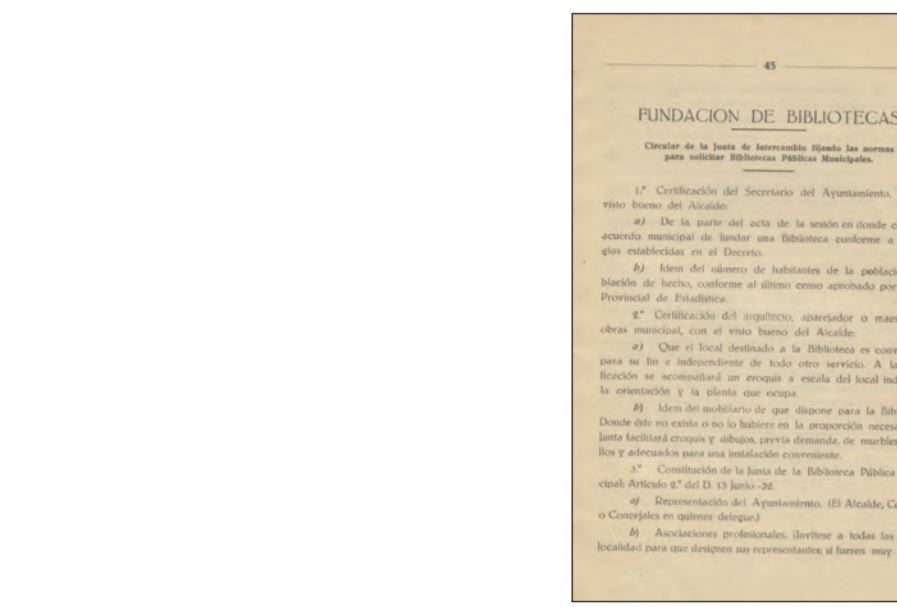 45
FUNDACION DE BIBLIOTECAS
Circular de la Junta de Intercambio fijando las normas
para solicitar Bibliotecas Públicas Municipales.
1.º Certificación del Secretario del Ayuntamiento,
visto bueno del Alcalde:
a) De la parte del acta de la sesión en donde c
acuerdo municipal de fundar una Biblioteca conforme a
glas establecidas en el Decreto.
b) Idem del número de habitantes de la poblaci
blación de hecho, conforme al último censo aprobado por
Provincial de Estadística.
2.º Certificación del arquitecto, aparejador o maes
obras municipal, con el visto bueno del Alcalde:
a) Que el local destinado a la Biblioteca es conv
para su fin e independiente de todo otro servicio. A la
ficación se acompañará un croquis a escala del local ind
la orientación y la planta que ocupa.
b) Idem del mobiliario de que dispone para la Bib
Donde éste no exista o no lo hubiere en la proporción neces
Junta facilitará croquis y dibujos, previa demanda, de muebles
llos y adecuados para una instalación conveniente.
3.º Constitución de la Junta de la Biblioteca Pública
cipal: Artículo 2.º del D. 13 Junio -32.
a) Representación del Ayuntamiento. (El Alcalde, Co
o Concejales en quienes delegue.)
b) Asociaciones profesionales. (Invítese a todas las
localidad para que designen sus representantes; si fueren muy